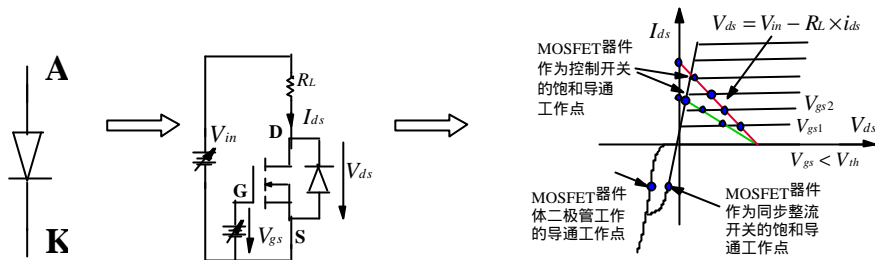 A
K
R_L
I_ds
V_in
D
G
S
V_gs
V_ds
I_ds
V_ds = V_in − R_L × i_ds
MOSFET器件
作为控制开关
的饱和导通
工作点
V_gs2
V_gs1
V_ds
V_gs < V_th
MOSFET器件
体二极管工作
的导通工作点
MOSFET器件
作为同步整流
开关的饱和导
通工作点